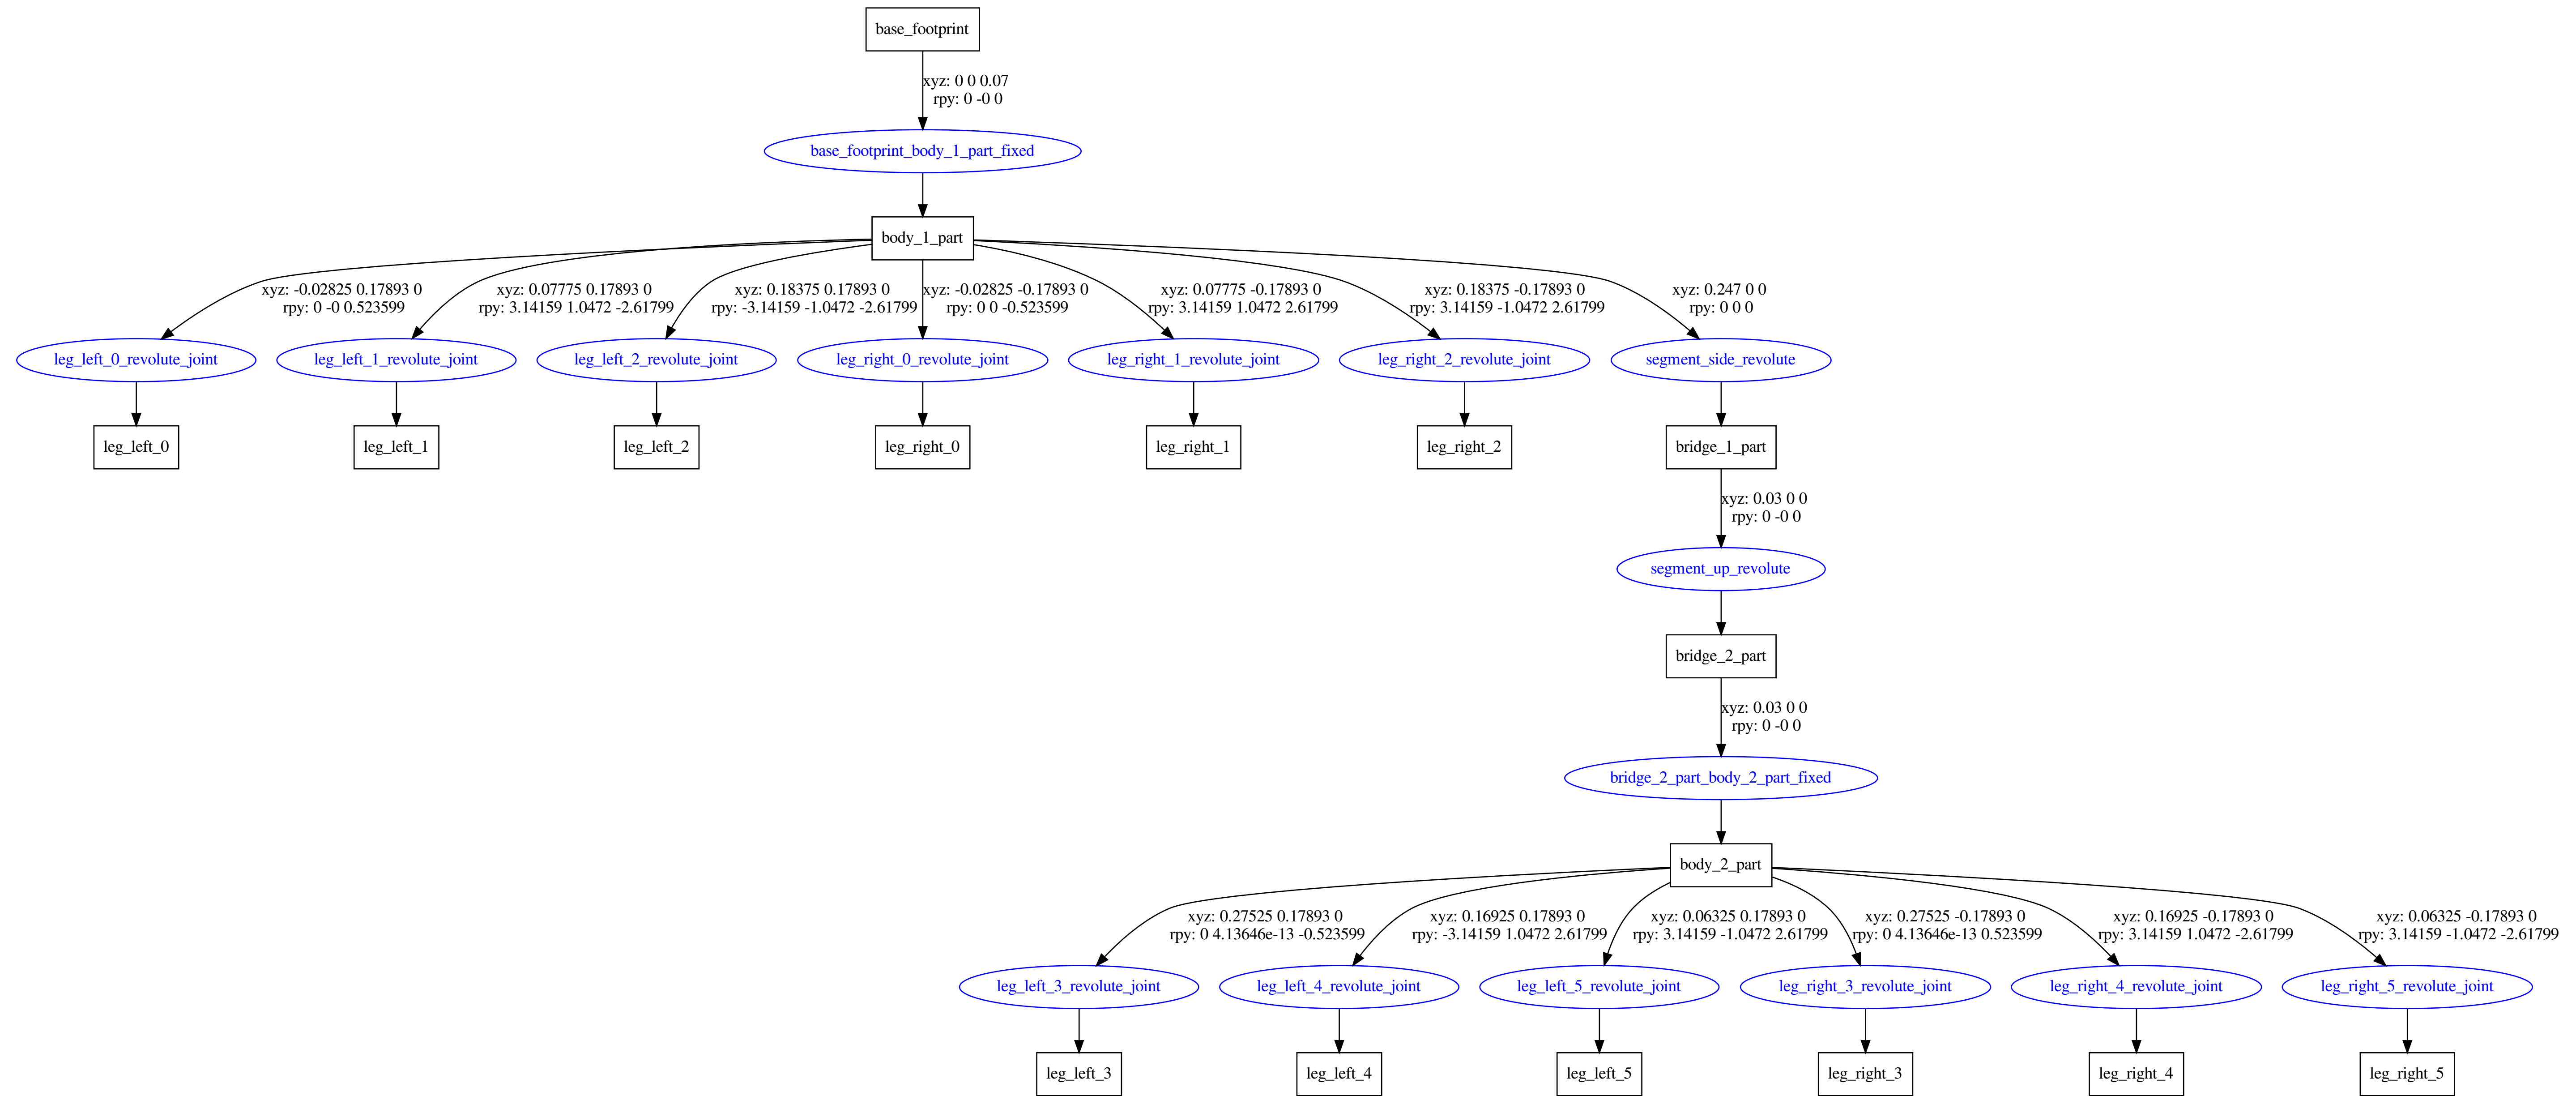 base_footprint
xyz: 0 0 0.07
rpy: 0 -0 0
base_footprint_body_1_part_fixed
body_1_part
xyz: -0.02825 0.17893 0
rpy: 0 -0 0.523599
xyz: 0.07775 0.17893 0
rpy: 3.14159 1.0472 -2.61799
xyz: 0.18375 0.17893 0
rpy: -3.14159 -1.0472 -2.61799
xyz: -0.02825 -0.17893 0
rpy: 0 0 -0.523599
xyz: 0.07775 -0.17893 0
rpy: 3.14159 1.0472 2.61799
xyz: 0.18375 -0.17893 0
rpy: 3.14159 -1.0472 2.61799
xyz: 0.247 0 0
rpy: 0 0 0
leg_left_0_revolute_joint
leg_left_1_revolute_joint
leg_left_2_revolute_joint
leg_right_0_revolute_joint
leg_right_1_revolute_joint
leg_right_2_revolute_joint
segment_side_revolute
leg_left_0
leg_left_1
leg_left_2
leg_right_0
leg_right_1
leg_right_2
bridge_1_part
xyz: 0.03 0 0
rpy: 0 -0 0
segment_up_revolute
bridge_2_part
xyz: 0.03 0 0
rpy: 0 -0 0
bridge_2_part_body_2_part_fixed
body_2_part
xyz: 0.27525 0.17893 0
rpy: 0 4.13646e-13 -0.523599
xyz: 0.16925 0.17893 0
rpy: -3.14159 1.0472 2.61799
xyz: 0.06325 0.17893 0
rpy: 3.14159 -1.0472 2.61799
xyz: 0.27525 -0.17893 0
rpy: 0 4.13646e-13 0.523599
xyz: 0.16925 -0.17893 0
rpy: 3.14159 1.0472 -2.61799
xyz: 0.06325 -0.17893 0
rpy: 3.14159 -1.0472 -2.61799
leg_left_3_revolute_joint
leg_left_4_revolute_joint
leg_left_5_revolute_joint
leg_right_3_revolute_joint
leg_right_4_revolute_joint
leg_right_5_revolute_joint
leg_left_3
leg_left_4
leg_left_5
leg_right_3
leg_right_4
leg_right_5